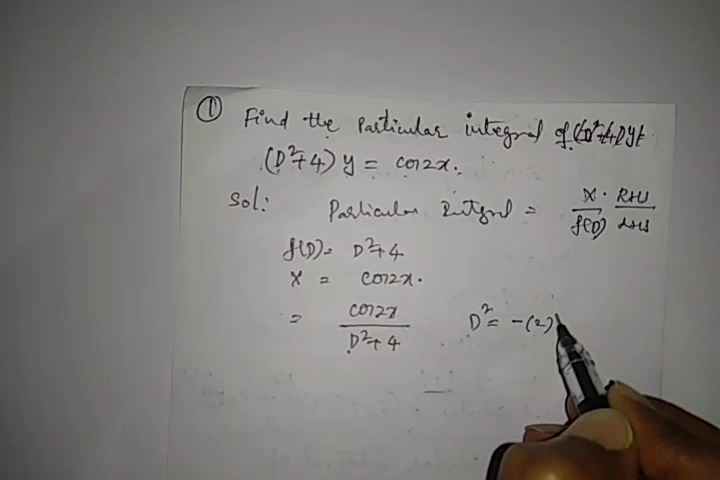 ① Find the Particular integral of
(D²+4) y = cos2x.
Sol: Particular Integral = X/f(D) · RHS/LHS
f(D) = D²+4
X = cos2x.
= cos2x/D²+4 D² = -(2)